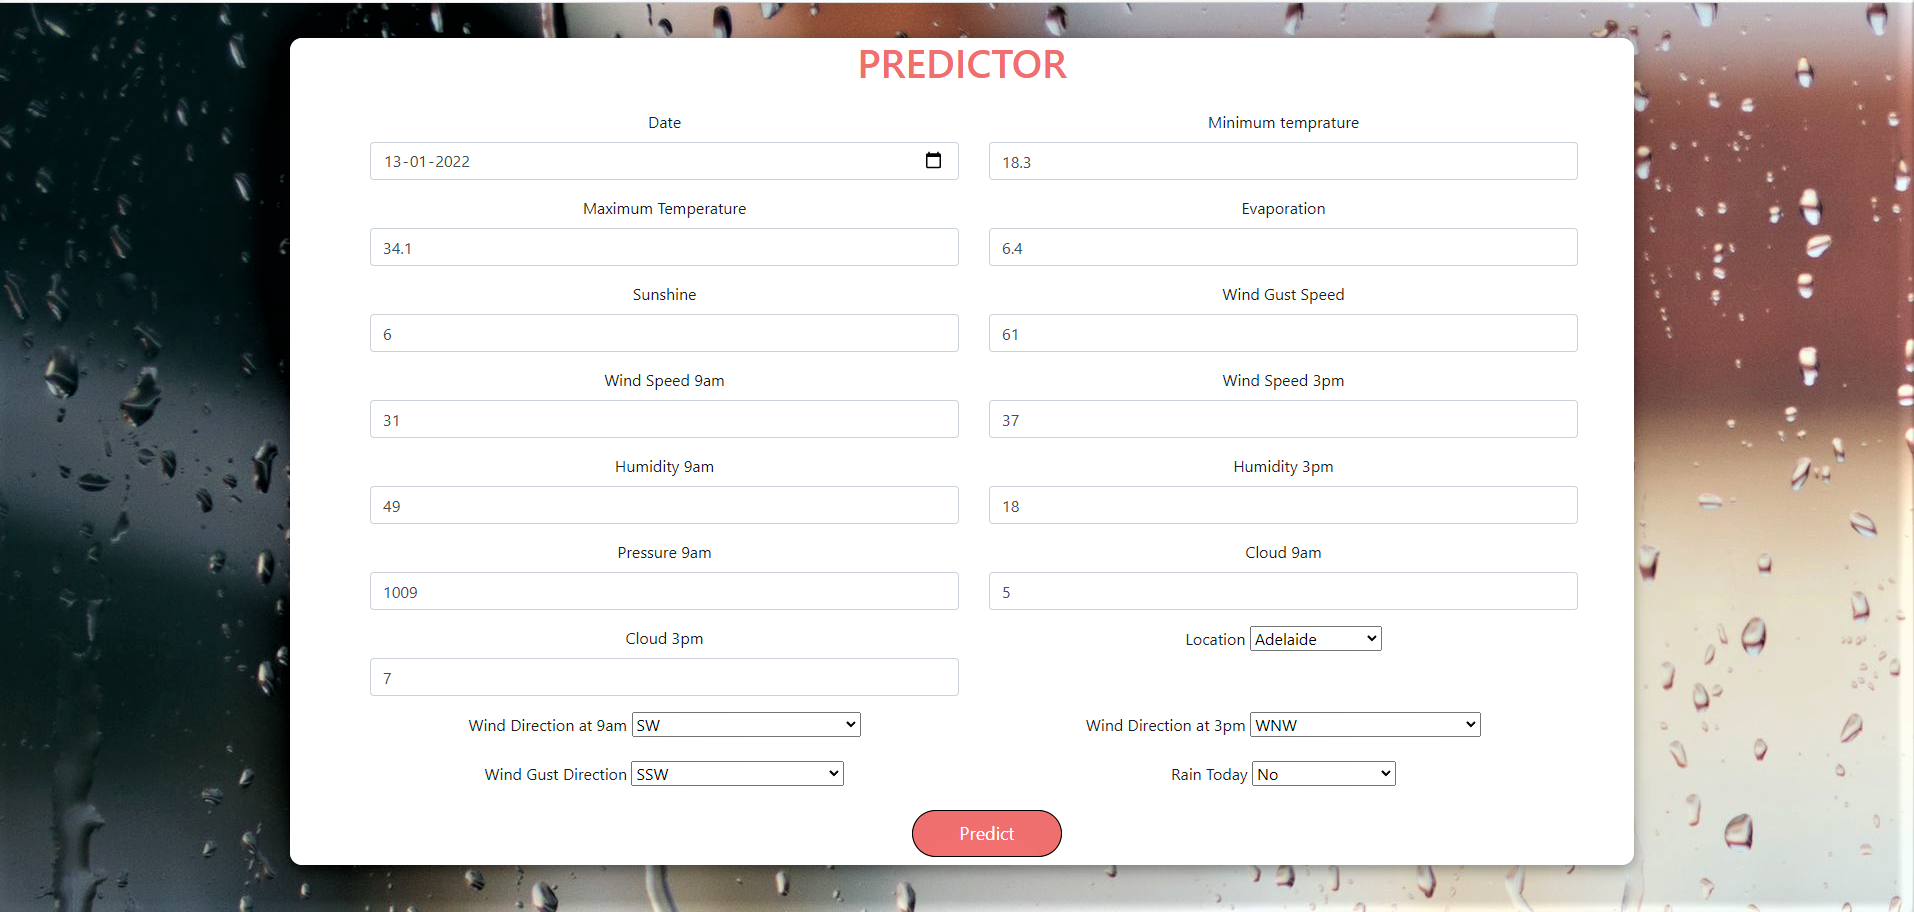 PREDICTOR
Date
Minimum temprature
13-01-2022
18.3
Maximum Temperature
Evaporation
34.1
6.4
Sunshine
Wind Gust Speed
6
61
Wind Speed 9am
Wind Speed 3pm
31
37
Humidity 9am
Humidity 3pm
49
18
Pressure 9am
Cloud 9am
1009
5
Cloud 3pm
Location Adelaide
7
Wind Direction at 9am SW
Wind Direction at 3pm WNW
Wind Gust Direction SSW
Rain Today No
Predict